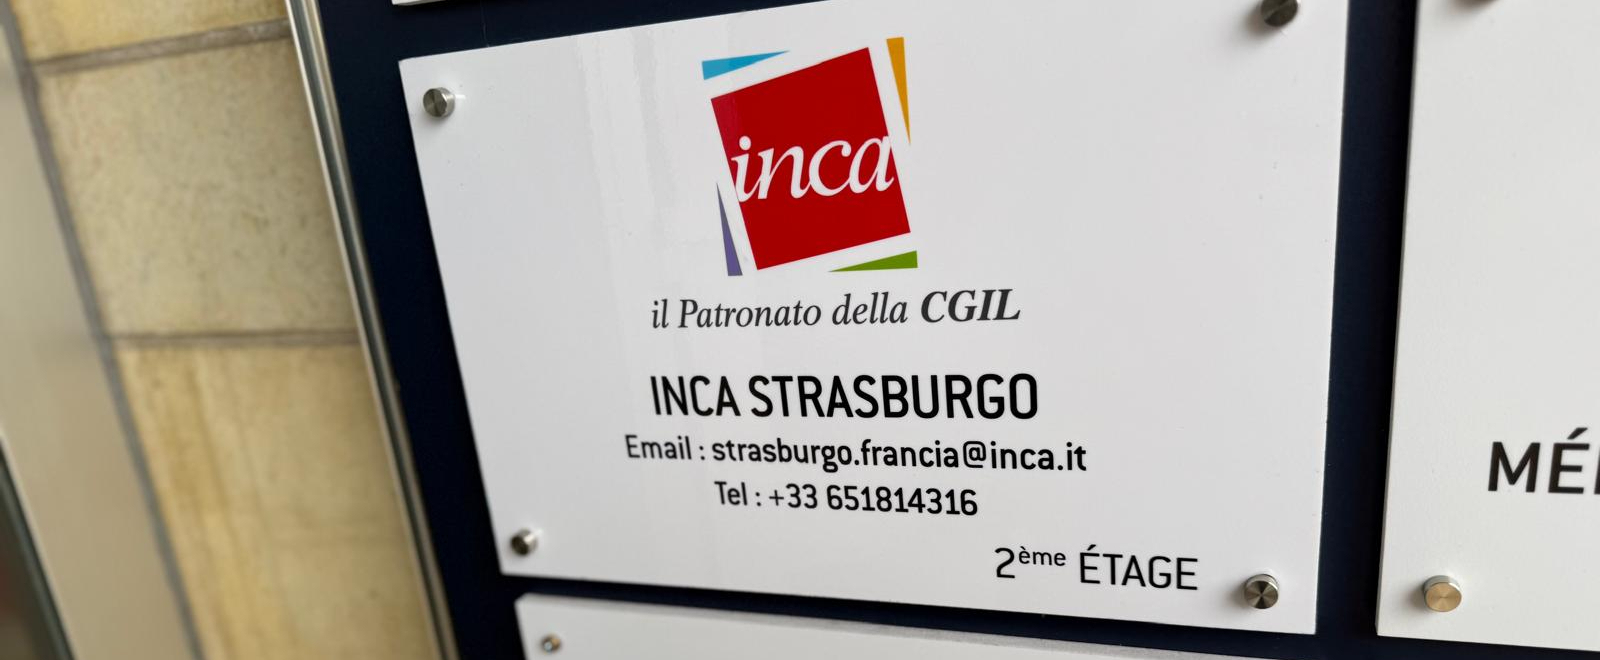 inca
il Patronato della CGIL
INCA STRASBURGO
Email : strasburgo.francia@inca.it
Tel : +33 651814316
2ème ÉTAGE